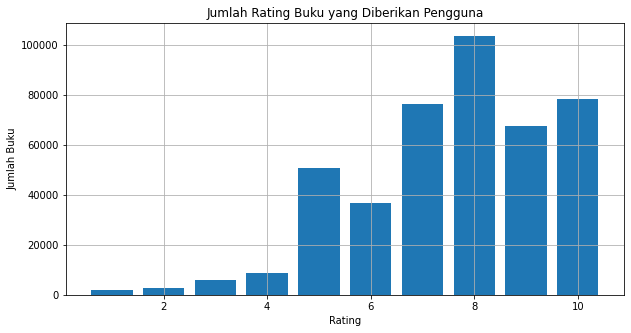 Jumlah Rating Buku yang Diberikan Pengguna
100000
80000
60000
40000
20000
0
Jumlah Buku
2 4 6 8 10
Rating